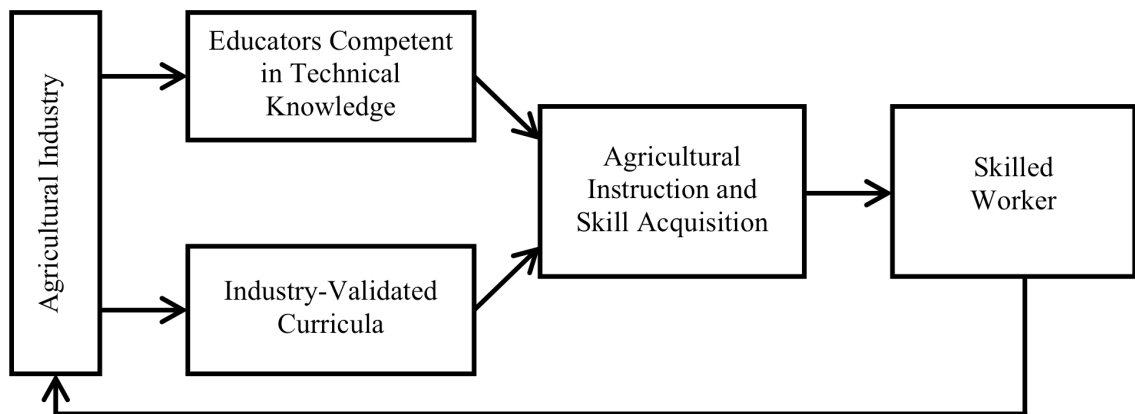 Agricultural Industry
Educators Competent
in Technical
Knowledge
Industry-Validated
Curricula
Agricultural
Instruction and
Skill Acquisition
Skilled
Worker